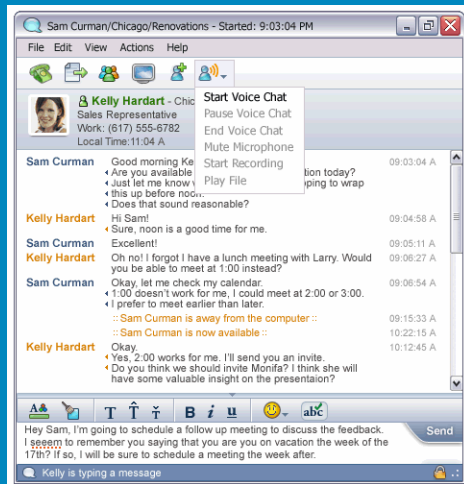 Sam Curman/Chicago/Renovations - Started: 9:03:04 PM
File Edit View Actions Help
Kelly Hardart - Chic
Sales Representative
Work: (617) 555-6782
Local Time:11:04 A
Start Voice Chat
Pause Voice Chat
End Voice Chat
Mute Microphone
Start Recording
Play File
Sam Curman Good morning Ke 09:03:04 A
Are you available tion today?
Just let me know ping to wrap
this up before noon.
Does that sound reasonable?
Kelly Hardart Hi Sam! 09:04:58 A
Sure, noon is a good time for me.
Sam Curman Excellent! 09:05:11 A
Kelly Hardart Oh no! I forgot I have a lunch meeting with Larry. Would 09:06:27 A
you be able to meet at 1:00 instead?
Sam Curman Okay, let me check my calendar. 09:06:54 A
1:00 doesn't work for me, I could meet at 2:00 or 3:00.
I prefer to meet earlier than later.
:: Sam Curman is away from the computer :: 09:15:33 A
:: Sam Curman is now available :: 10:22:15 A
Kelly Hardart Okay. 10:12:45 A
Yes, 2:00 works for me. I'll send you an invite.
Do you think we should invite Monifa? I think she will
have some valuable insight on the presentaion?
A T T T B i u abc
Hey Sam, I'm going to schedule a follow up meeting to discuss the feedback.
I seeem to remember you saying that you are you on vacation the week of the
17th? If so, I will be sure to schedule a meeting the week after.
Send
Kelly is typing a message